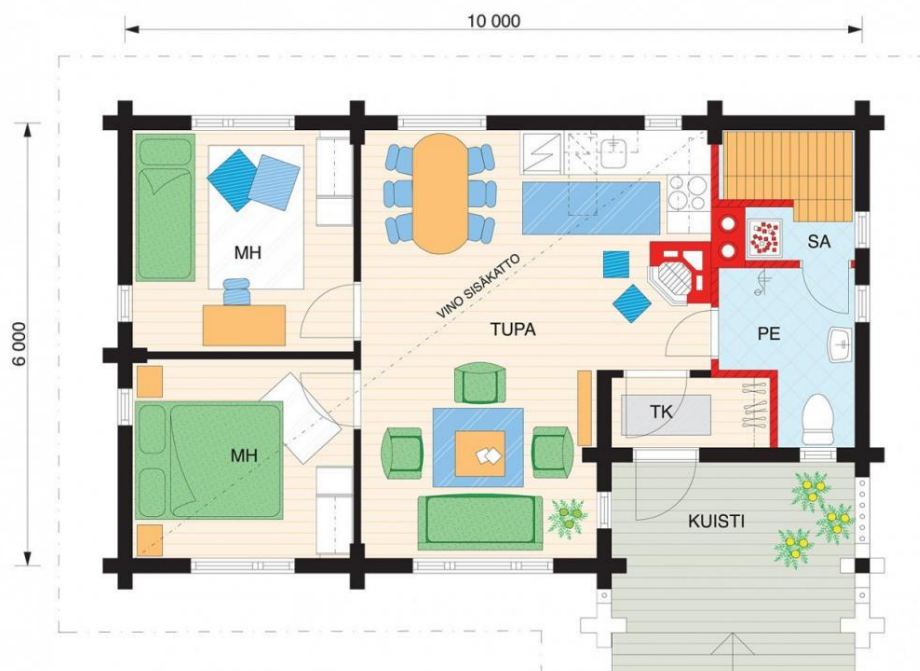 10 000
6 000
MH
SA
VINO SISÄKATTO
TUPA
PE
TK
MH
KUISTI